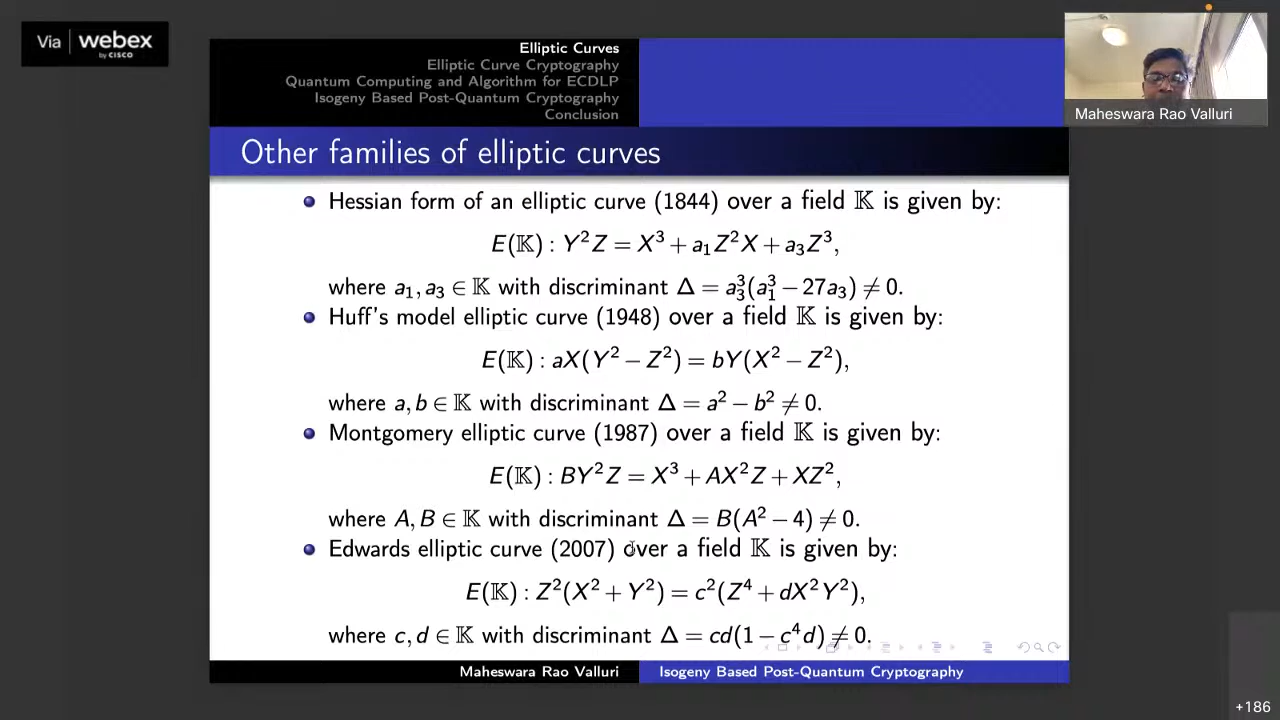 Via webex
by CISCO
Elliptic Curves
Elliptic Curve Cryptography
Quantum Computing and Algorithm for ECDLP
Isogeny Based Post-Quantum Cryptography
Conclusion
Maheswara Rao Valluri
Other families of elliptic curves
Hessian form of an elliptic curve (1844) over a field 𝕂 is given by:
E(𝕂) : Y²Z = X³ + a₁Z²X + a₃Z³,
where a₁, a₃ ∈ 𝕂 with discriminant Δ = a₃³(a₁³ − 27a₃) ≠ 0.
Huff's model elliptic curve (1948) over a field 𝕂 is given by:
E(𝕂) : aX(Y² − Z²) = bY(X² − Z²),
where a, b ∈ 𝕂 with discriminant Δ = a² − b² ≠ 0.
Montgomery elliptic curve (1987) over a field 𝕂 is given by:
E(𝕂) : BY²Z = X³ + AX²Z + XZ²,
where A, B ∈ 𝕂 with discriminant Δ = B(A² − 4) ≠ 0.
Edwards elliptic curve (2007) over a field 𝕂 is given by:
E(𝕂) : Z²(X² + Y²) = c²(Z⁴ + dX²Y²),
where c, d ∈ 𝕂 with discriminant Δ = cd(1 − c⁴d) ≠ 0.
Maheswara Rao Valluri Isogeny Based Post-Quantum Cryptography
+186